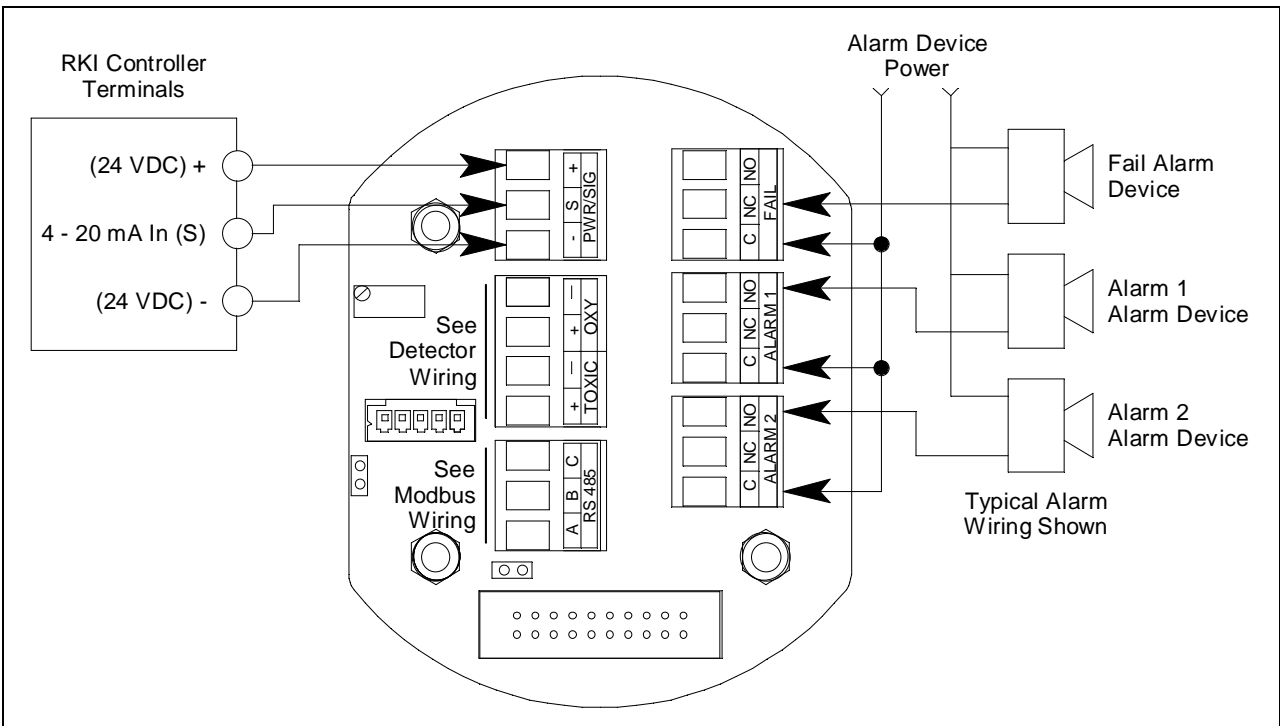 RKI Controller
Terminals
(24 VDC) +
4 - 20 mA In (S)
(24 VDC) -
+
S
-
PWR/SIG
See
Detector
Wiring
–
+
OXY
–
+
TOXIC
See
Modbus
Wiring
C
B
A
RS 485
NO
NC
C
FAIL
NO
NC
C
ALARM 1
NO
NC
C
ALARM 2
Alarm Device
Power
Fail Alarm
Device
Alarm 1
Alarm Device
Alarm 2
Alarm Device
Typical Alarm
Wiring Shown